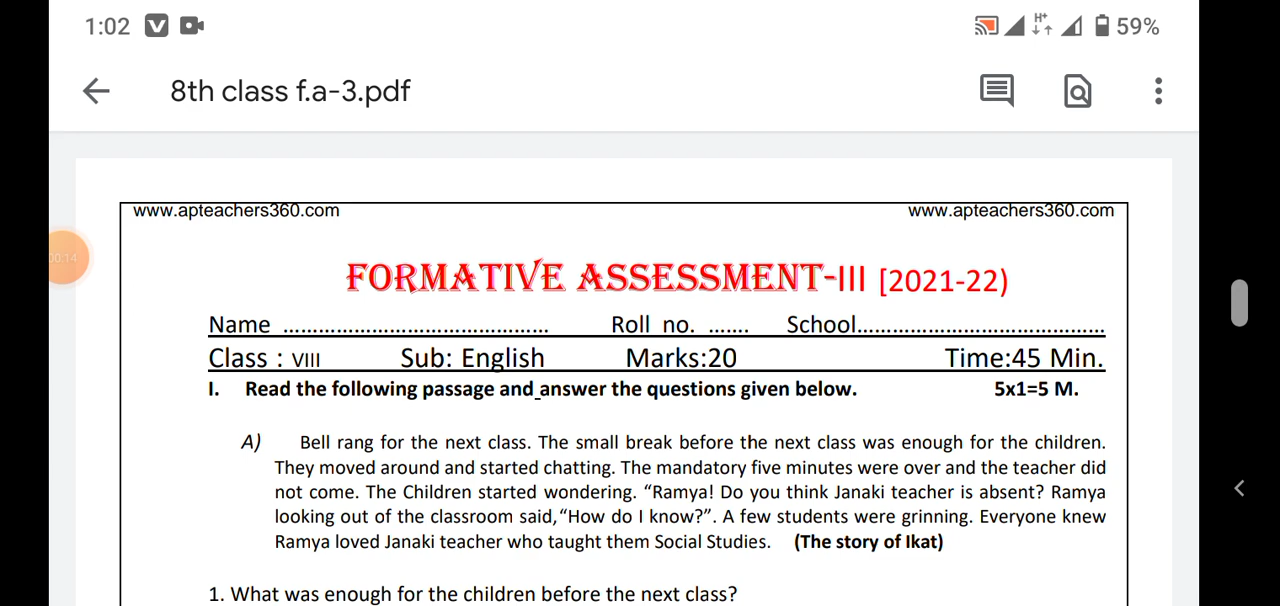 1:02 H+ 59%
8th class f.a-3.pdf
www.apteachers360.com www.apteachers360.com
00:14
FORMATIVE ASSESSMENT-III [2021-22)
Name ............................................ Roll no. ....... School..........................................
Class : VIII Sub: English Marks:20 Time:45 Min.
I. Read the following passage and answer the questions given below. 5x1=5 M.
A) Bell rang for the next class. The small break before the next class was enough for the children.
They moved around and started chatting. The mandatory five minutes were over and the teacher did
not come. The Children started wondering. “Ramya! Do you think Janaki teacher is absent? Ramya
looking out of the classroom said,“How do I know?”. A few students were grinning. Everyone knew
Ramya loved Janaki teacher who taught them Social Studies. (The story of Ikat)
1. What was enough for the children before the next class?